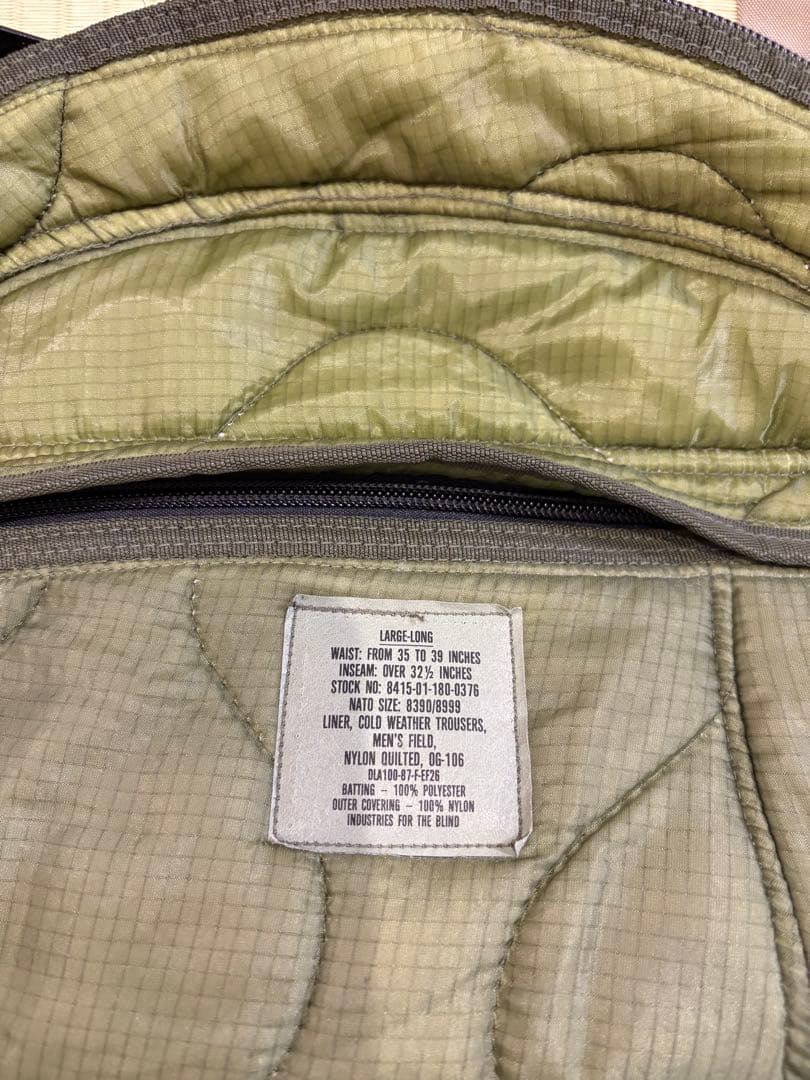 LARGE-LONG
WAIST: FROM 35 TO 39 INCHES
INSEAM: OVER 32½ INCHES
STOCK NO: 8415-01-180-0376
NATO SIZE: 8390/8999
LINER, COLD WEATHER TROUSERS,
MEN'S FIELD,
NYLON QUILTED, OG-106
DLA100-87-F-EF26
BATTING – 100% POLYESTER
OUTER COVERING – 100% NYLON
INDUSTRIES FOR THE BLIND